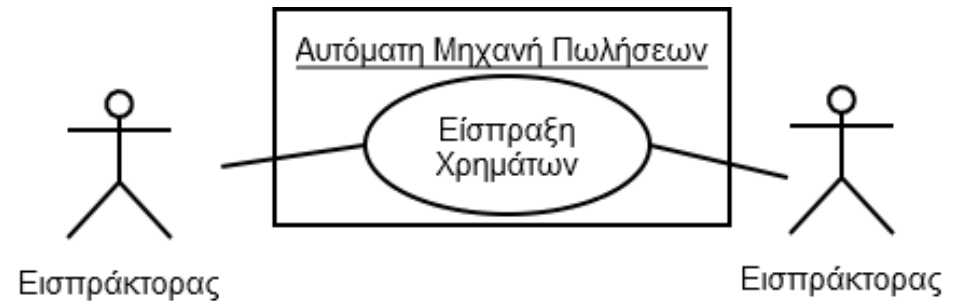 Αυτόματη Μηχανή Πωλήσεων
Είσπραξη
Χρημάτων
Εισπράκτορας
Εισπράκτορας